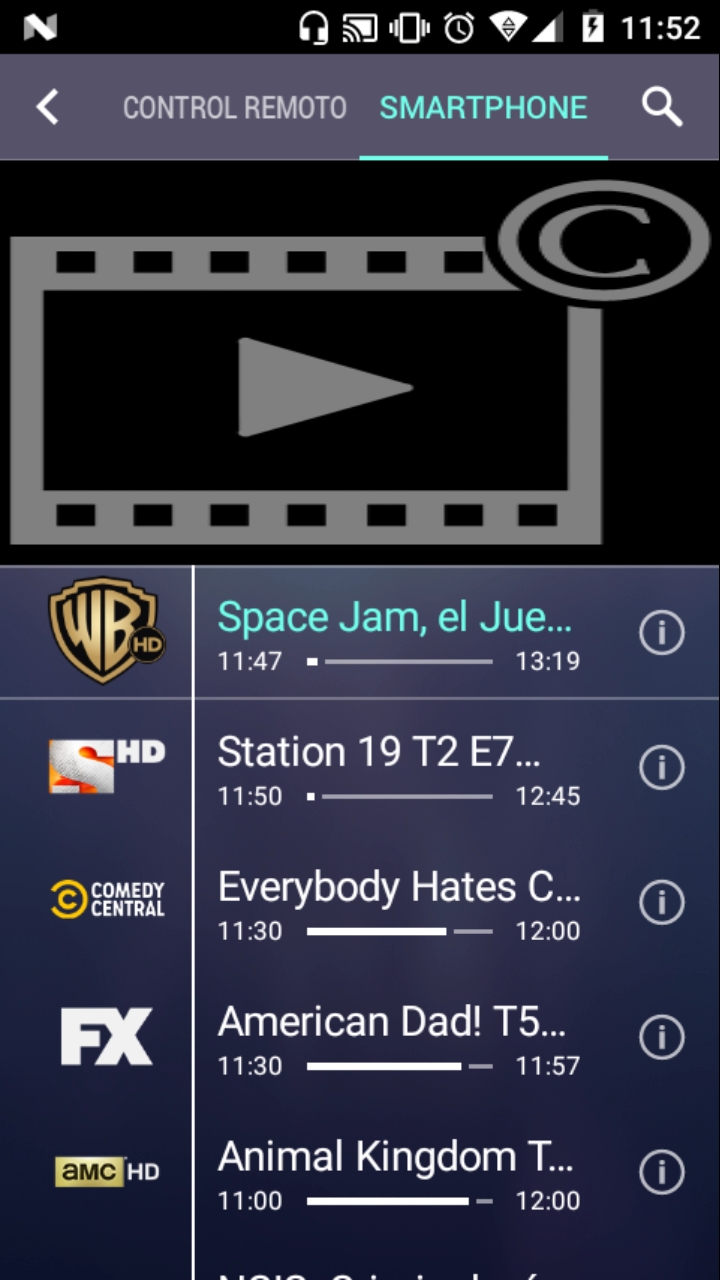 11:52
CONTROL REMOTO
SMARTPHONE
©
WB HD
Space Jam, el Jue...
11:47
13:19
S HD
Station 19 T2 E7...
11:50
12:45
COMEDY
CENTRAL
Everybody Hates C...
11:30
12:00
FX
American Dad! T5...
11:30
11:57
amc HD
Animal Kingdom T...
11:00
12:00